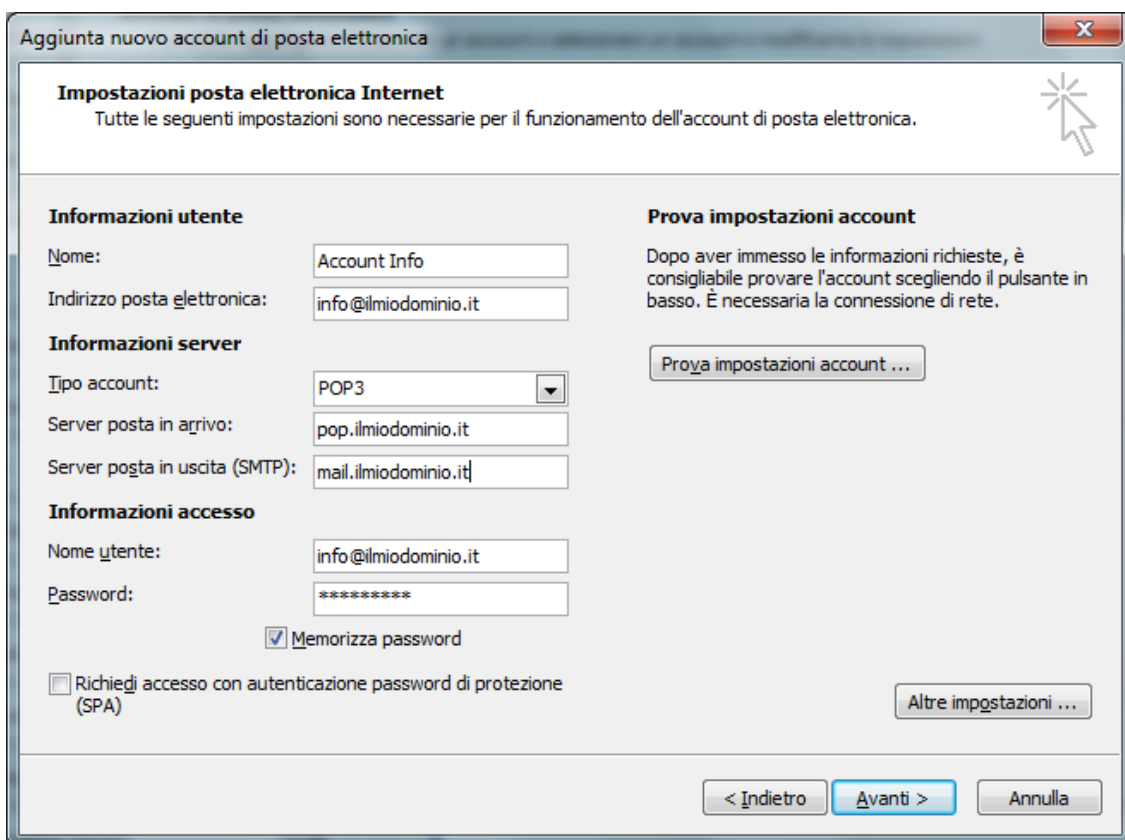 Aggiunta nuovo account di posta elettronica
Impostazioni posta elettronica Internet
Tutte le seguenti impostazioni sono necessarie per il funzionamento dell'account di posta elettronica.
Informazioni utente
Nome:
Account Info
Indirizzo posta elettronica:
info@ilmiodominio.it
Informazioni server
Tipo account:
POP3
Server posta in arrivo:
pop.ilmiodominio.it
Server posta in uscita (SMTP):
mail.ilmiodominio.it
Informazioni accesso
Nome utente:
info@ilmiodominio.it
Password:
*********
Memorizza password
Richiedi accesso con autenticazione password di protezione
(SPA)
Prova impostazioni account
Dopo aver immesso le informazioni richieste, è
consigliabile provare l'account scegliendo il pulsante in
basso. È necessaria la connessione di rete.
Prova impostazioni account ...
Altre impostazioni ...
< Indietro
Avanti >
Annulla